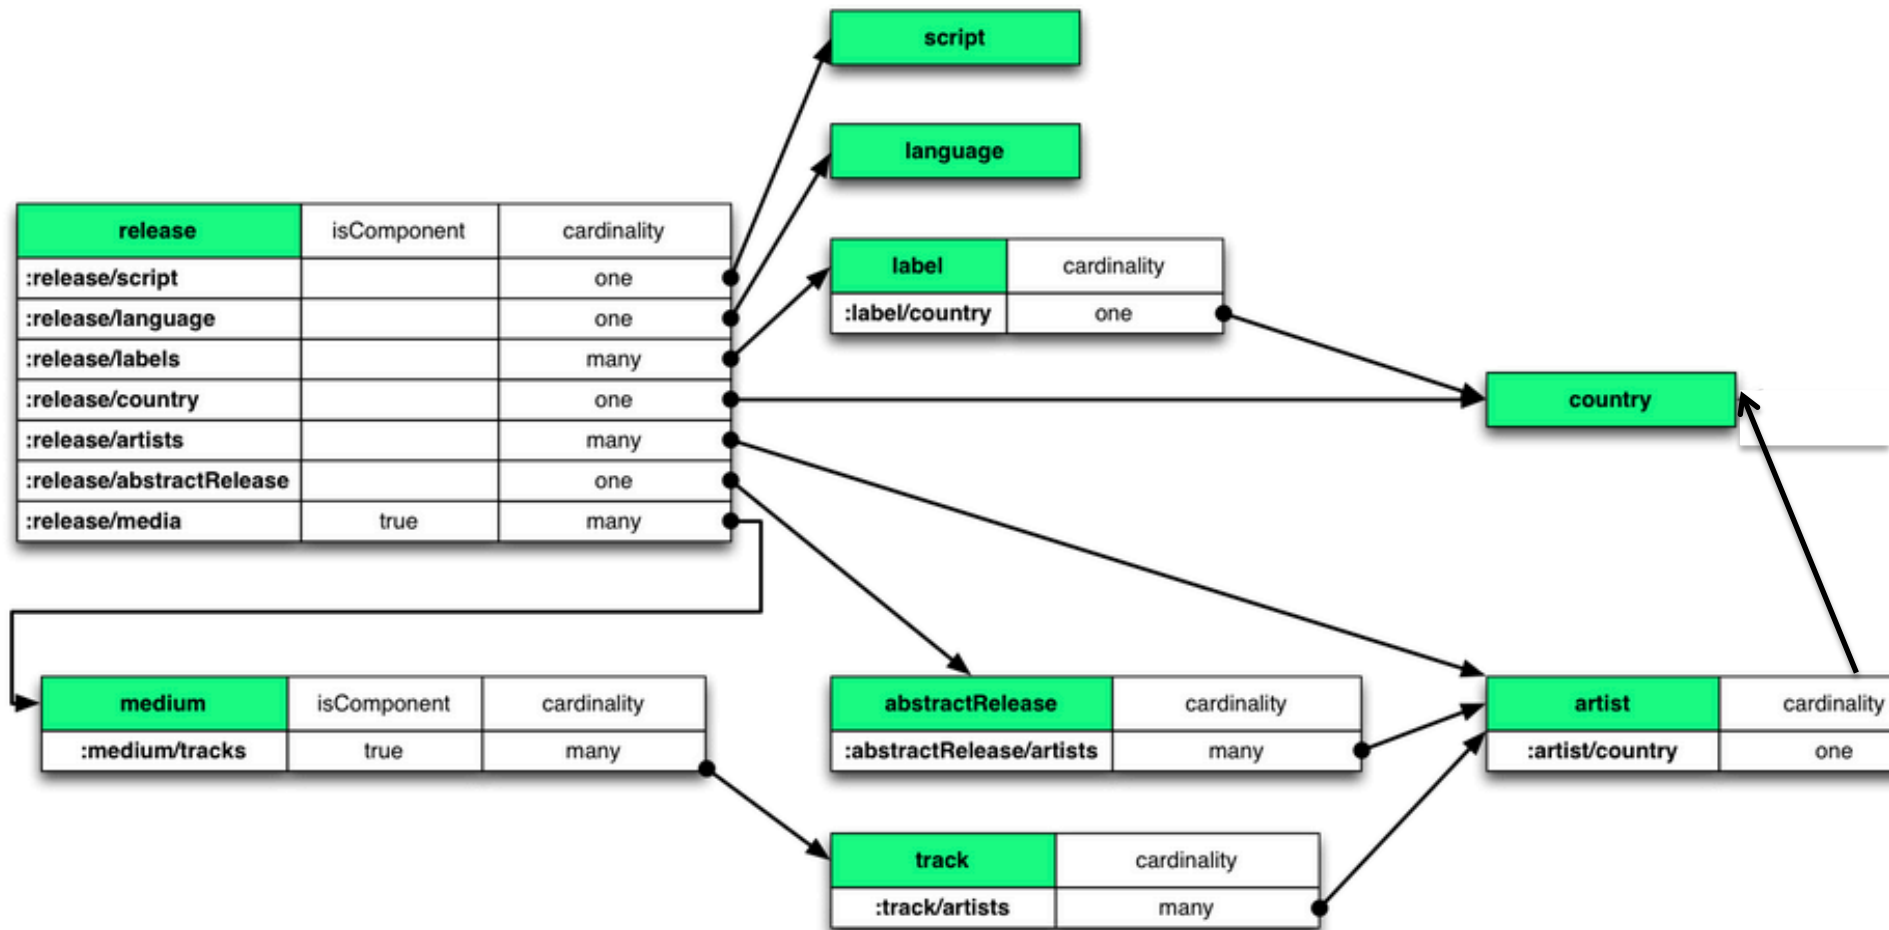 script
language
release isComponent cardinality
:release/script one
:release/language one
:release/labels many
:release/country one
:release/artists many
:release/abstractRelease one
:release/media true many
label cardinality
:label/country one
country
medium isComponent cardinality
:medium/tracks true many
abstractRelease cardinality
:abstractRelease/artists many
artist cardinality
:artist/country one
track cardinality
:track/artists many